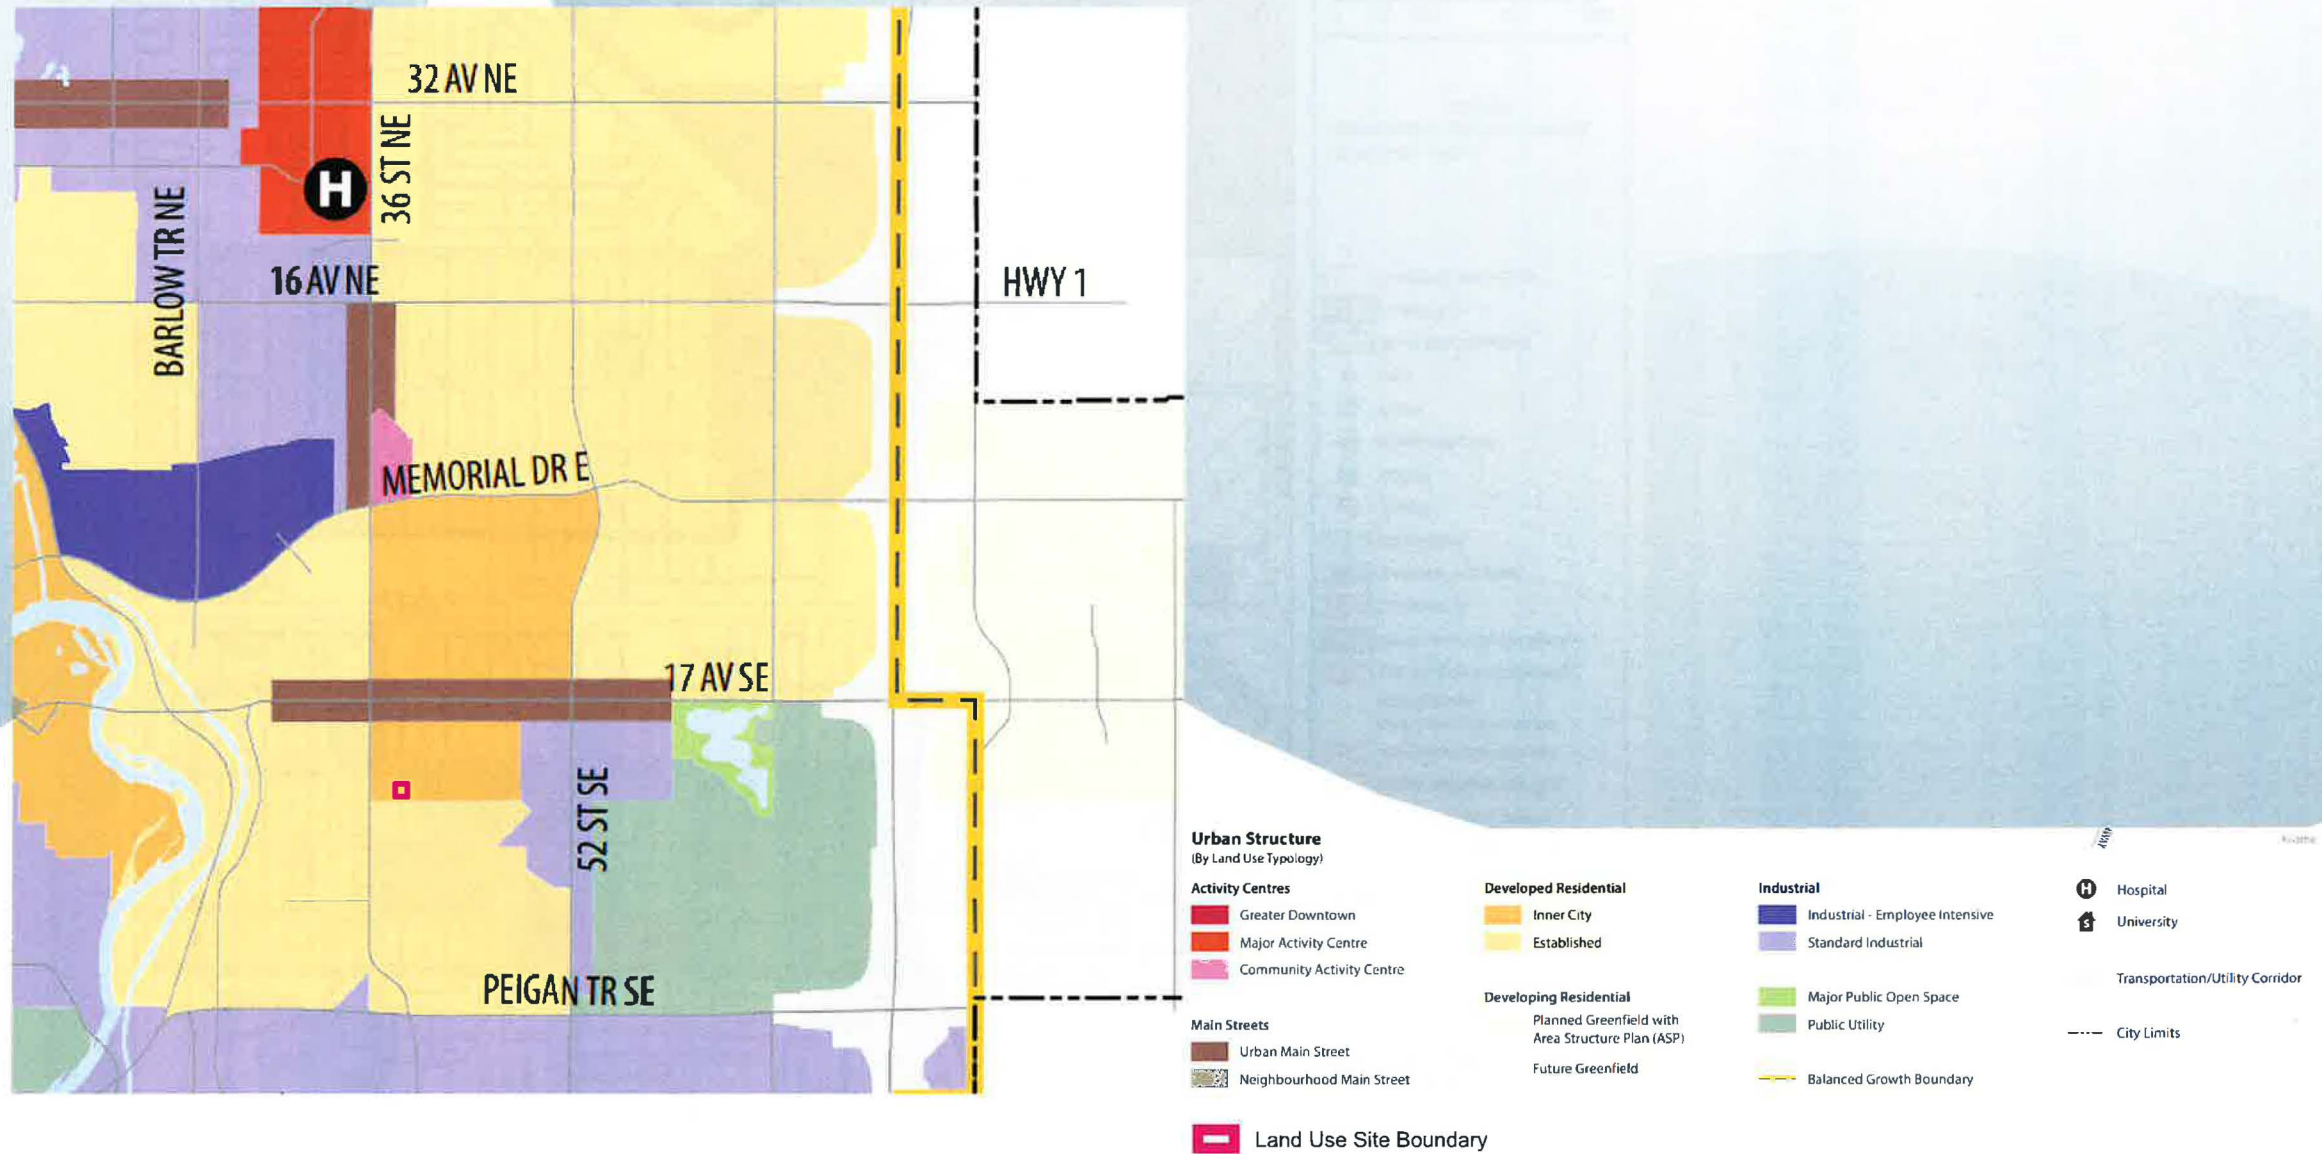 32 AV NE
36 ST NE
H
BARLOW TR NE
16 AV NE
HWY 1
MEMORIAL DR E
17 AV SE
52 ST SE
PEIGAN TR SE
Urban Structure
(By Land Use Typology)
Activity Centres
Greater Downtown
Major Activity Centre
Community Activity Centre
Main Streets
Urban Main Street
Neighbourhood Main Street
Land Use Site Boundary
Developed Residential
Inner City
Established
Developing Residential
Planned Greenfield with
Area Structure Plan (ASP)
Future Greenfield
Industrial
Industrial - Employee Intensive
Standard Industrial
Major Public Open Space
Public Utility
Balanced Growth Boundary
H Hospital
University
Transportation/Utility Corridor
City Limits